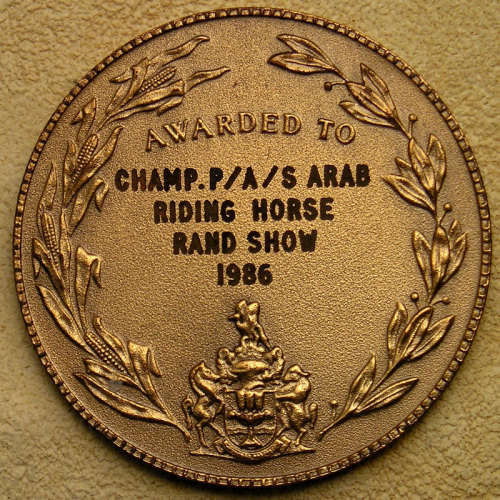 AWARDED TO
CHAMP. P/A/S ARAB
RIDING HORSE
RAND SHOW
1986